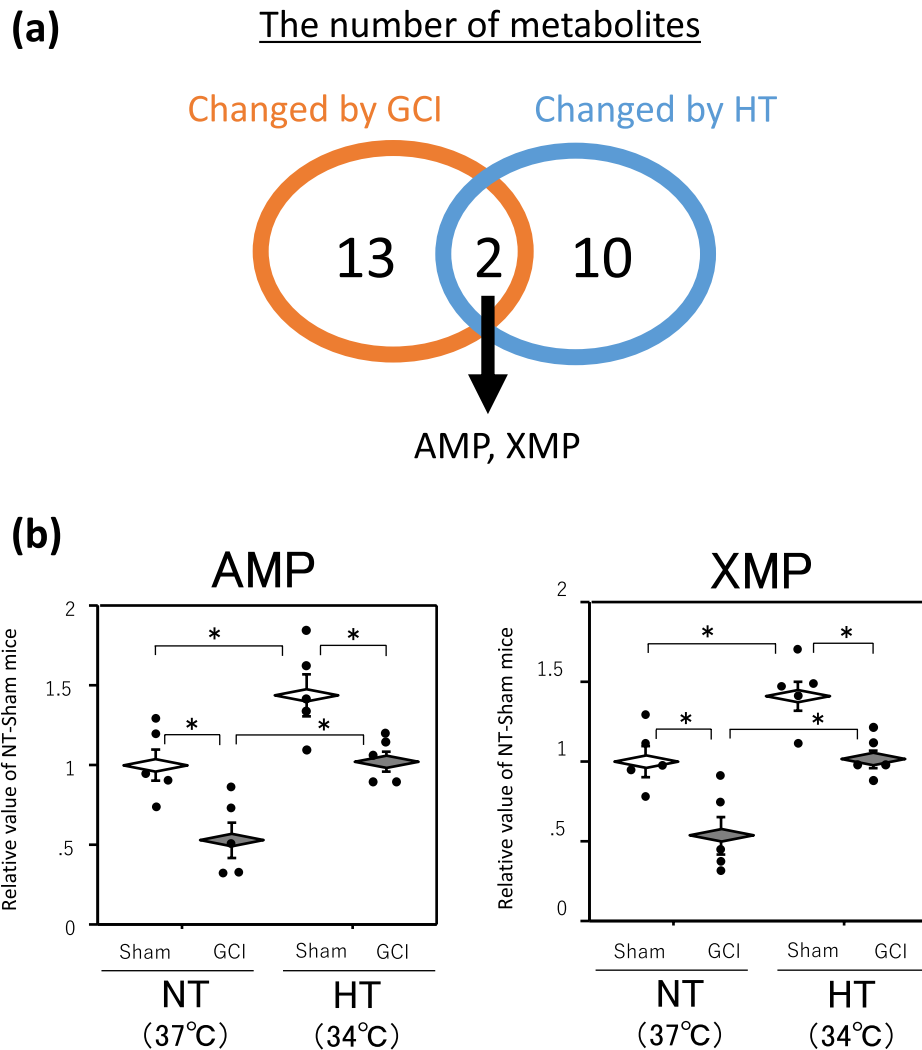 (a)
The number of metabolites
Changed by GCI
Changed by HT
13
2
10
AMP, XMP
(b)
AMP
Relative value of NT-Sham mice
2
1.5
1
.5
0
*
*
*
*
Sham
GCI
Sham
GCI
NT
HT
(37℃)
(34℃)
XMP
Relative value of NT-Sham mice
2
1.5
1
.5
0
*
*
*
*
Sham
GCI
Sham
GCI
NT
HT
(37℃)
(34℃)